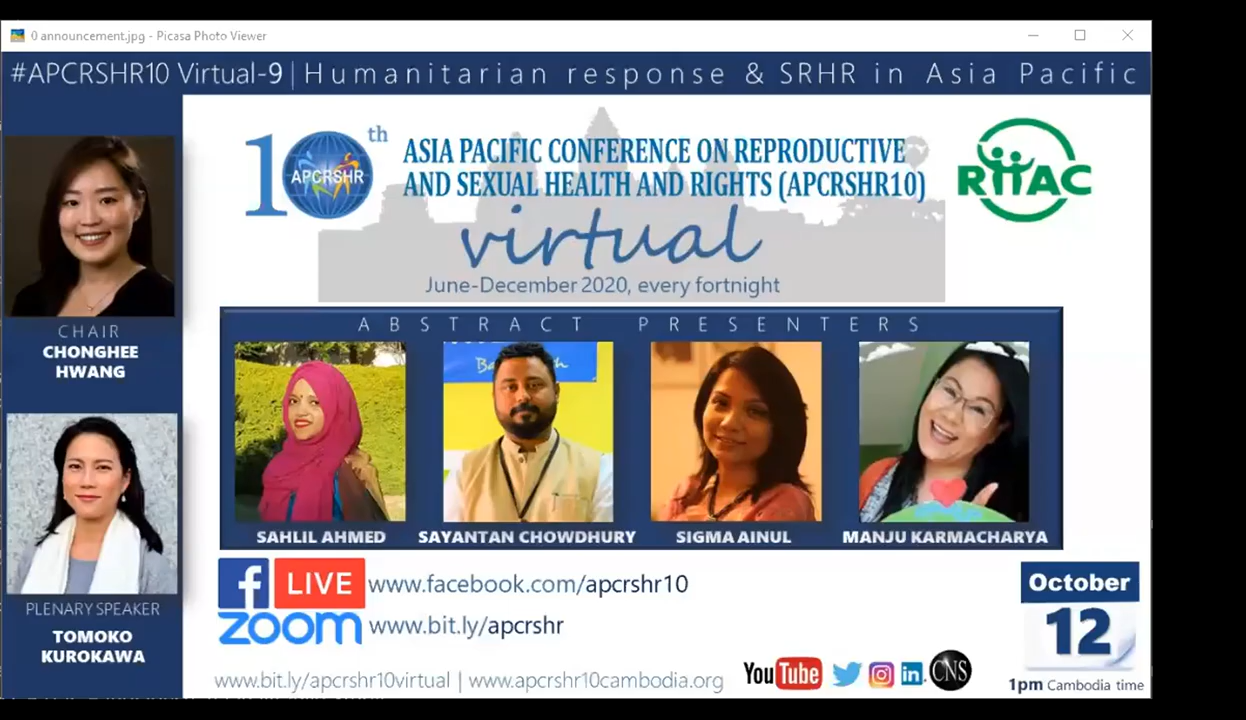 0 announcement.jpg - Picasa Photo Viewer
#APCRSHR10 Virtual-9 | Humanitarian response & SRHR in Asia Pacific
10th
APCRSHR
ASIA PACIFIC CONFERENCE ON REPRODUCTIVE
AND SEXUAL HEALTH AND RIGHTS (APCRSHR10)
virtual
June-December 2020, every fortnight
RHAC
CHAIR
CHONGHEE
HWANG
PLENARY SPEAKER
TOMOKO
KUROKAWA
ABSTRACT PRESENTERS
SAHLIL AHMED
SAYANTAN CHOWDHURY
SIGMA AINUL
MANJU KARMACHARYA
f LIVE www.facebook.com/apcrshr10
zoom www.bit.ly/apcrshr
www.bit.ly/apcrshr10virtual | www.apcrshr10cambodia.org
YouTube
in
CNS
October
12
1pm Cambodia time